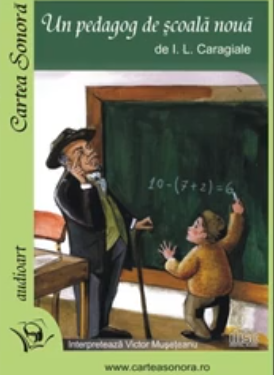 Un pedagog de școală nouă
de I. L. Caragiale
Cartea Sonoră
audioart
10-(7+2)=6
Interpretează Victor Mușețeanu
www.carteasonora.ro